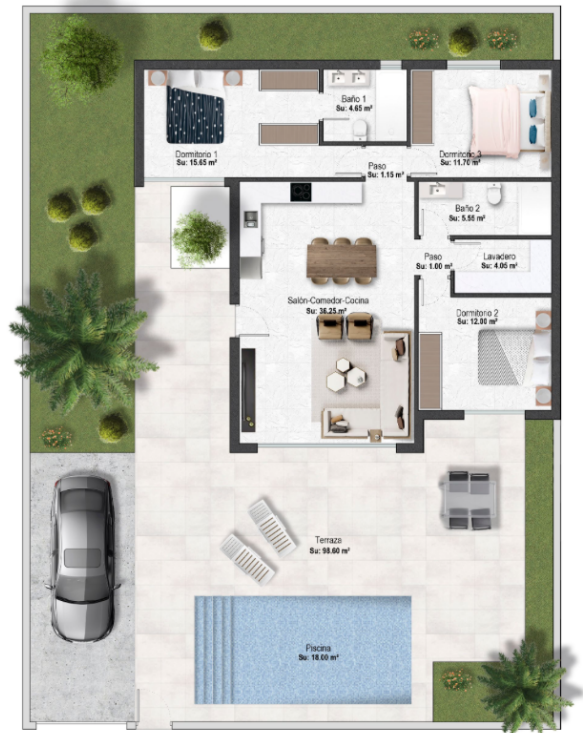 Baño 1
Su: 4.65 m²
Dormitorio 1
Su: 15.65 m²
Dormitorio 3
Su: 11.70 m²
Paso
Su: 1.15 m²
Baño 2
Su: 5.55 m²
Paso
Su: 1.00 m²
Lavadero
Su: 4.05 m²
Salón-Comedor-Cocina
Su: 36.25 m²
Dormitorio 2
Su: 12.00 m²
Terraza
Su: 98.60 m²
Piscina
Su: 18.00 m²